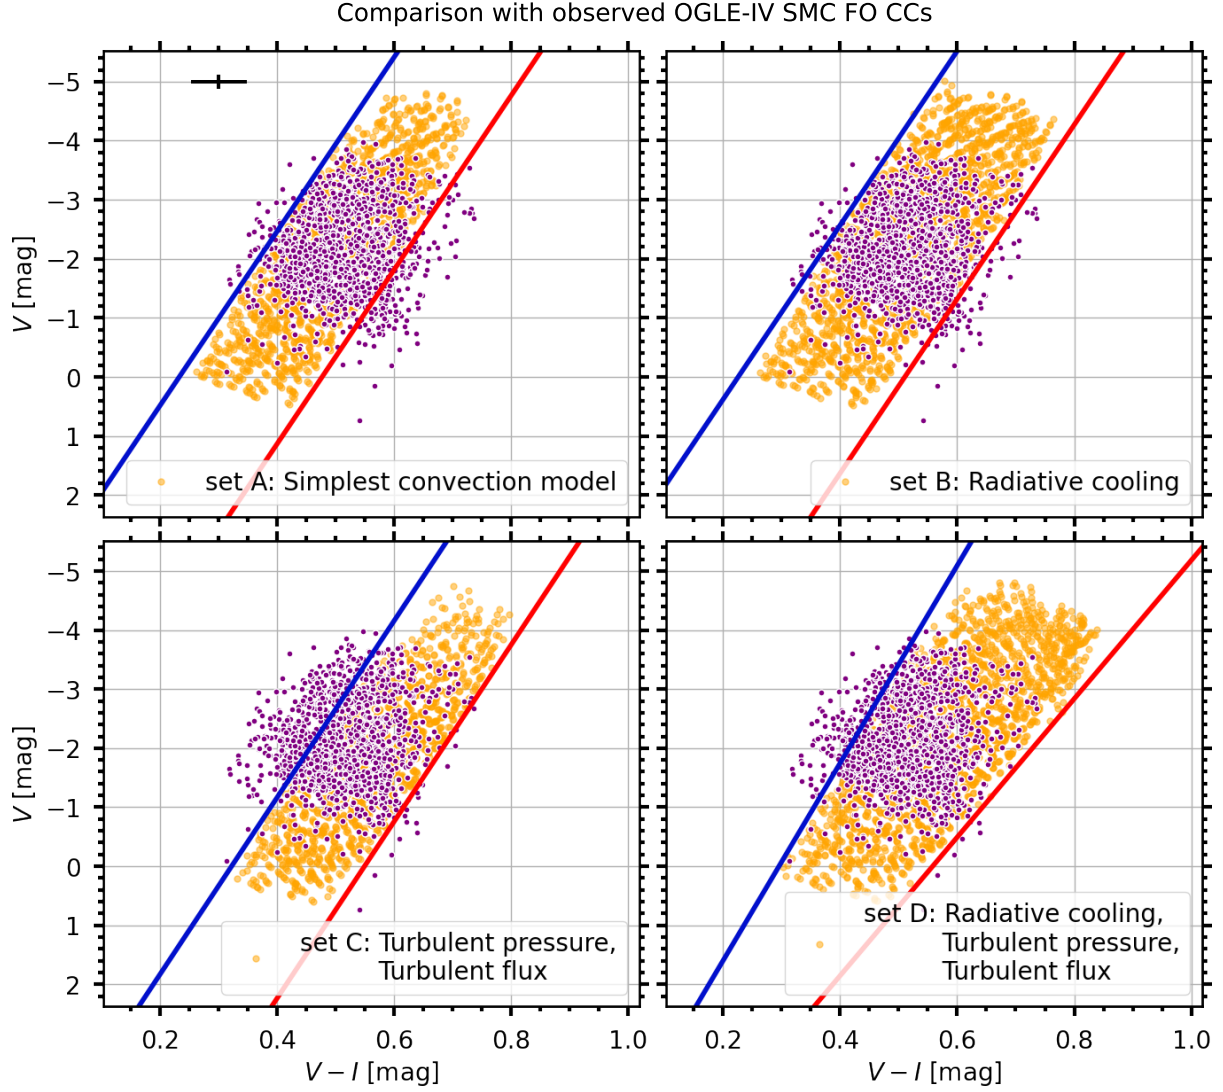 Comparison with observed OGLE-IV SMC FO CCs
−5
−4
−3
−2
−1
0
1
2
V [mag]
set A: Simplest convection model
set B: Radiative cooling
−5
−4
−3
−2
−1
0
1
2
V [mag]
set C: Turbulent pressure,
Turbulent flux
set D: Radiative cooling,
Turbulent pressure,
Turbulent flux
0.2 0.4 0.6 0.8 1.0
0.2 0.4 0.6 0.8 1.0
V − I [mag]
V − I [mag]